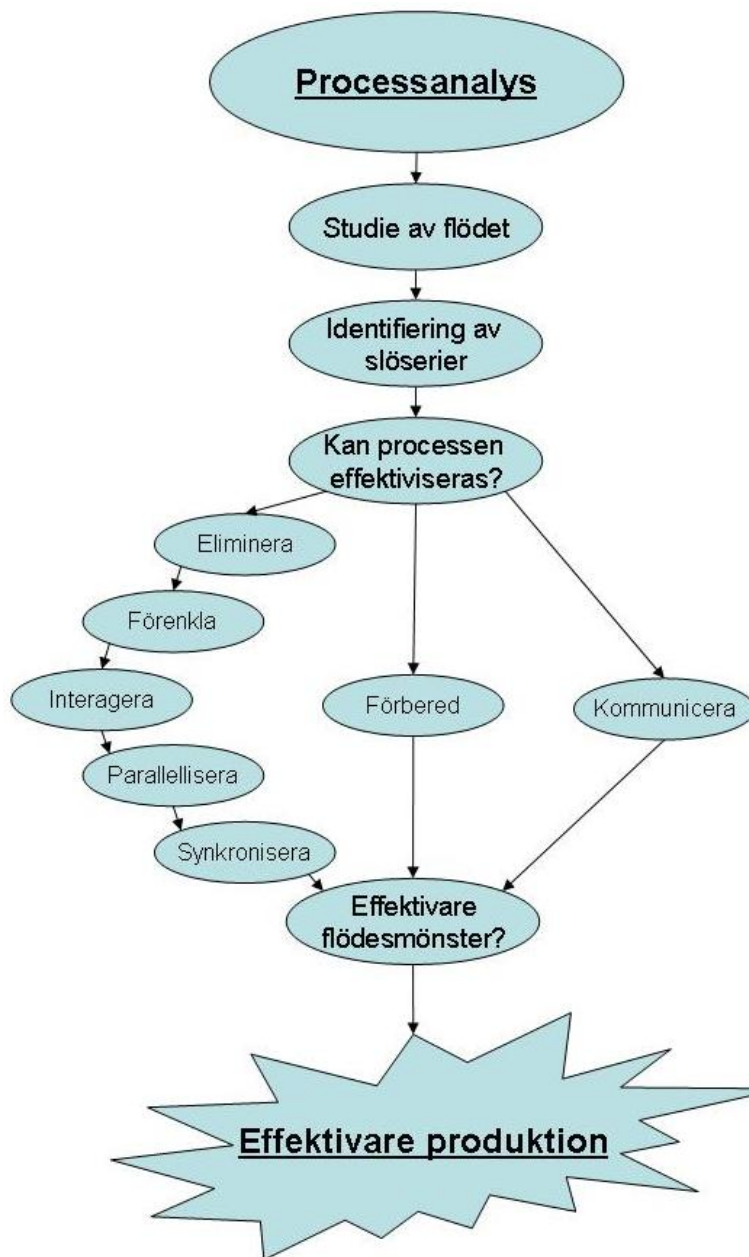 Processanalys
Studie av flödet
Identifiering av
slöserier
Kan processen
effektiviseras?
Eliminera
Förenkla
Interagera
Förbered
Kommunicera
Parallellisera
Synkronisera
Effektivare
flödesmönster?
Effektivare produktion